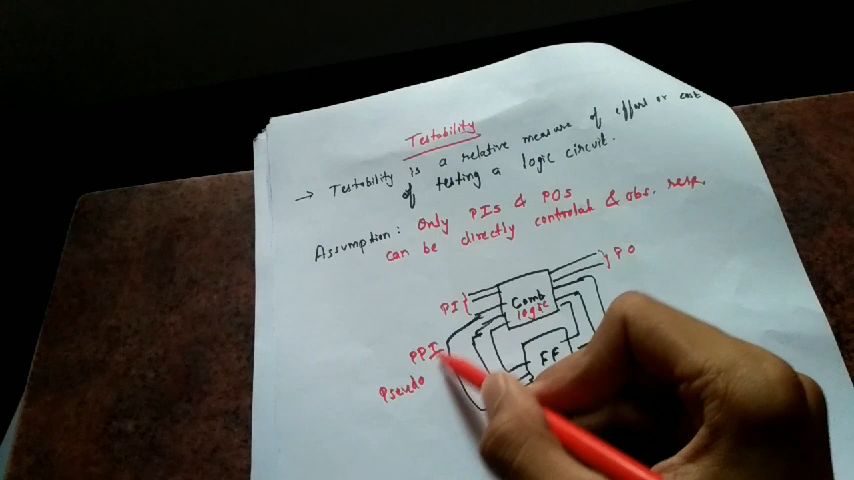 Testability
→ Testability is a relative measure of effort or cost
of testing a logic circuit.
Assumption: Only PIs & POs
can be directly controlab & obs. resp.
PI
PO
Comb
logic
PPI
FF
Pseudo